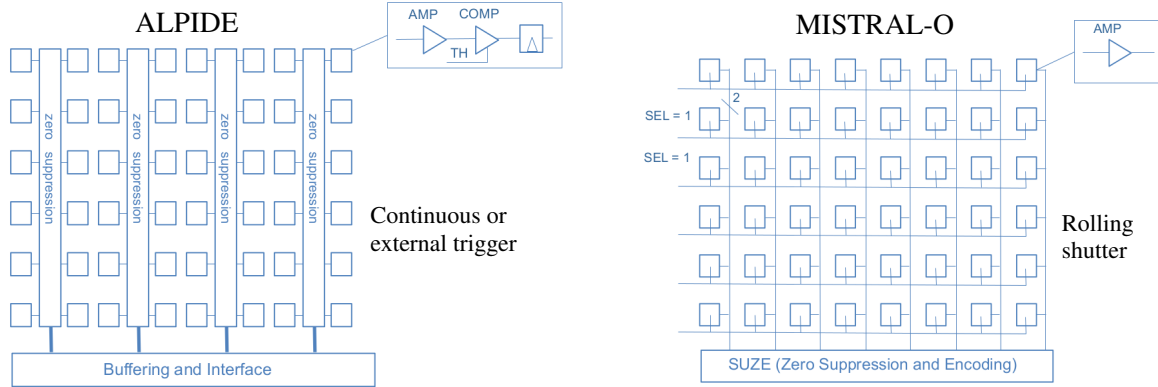 ALPIDE
AMP
COMP
TH
zero suppression
zero suppression
zero suppression
zero suppression
Continuous or
external trigger
Buffering and Interface
MISTRAL-O
AMP
2
SEL = 1
SEL = 1
Rolling
shutter
SUZE (Zero Suppression and Encoding)